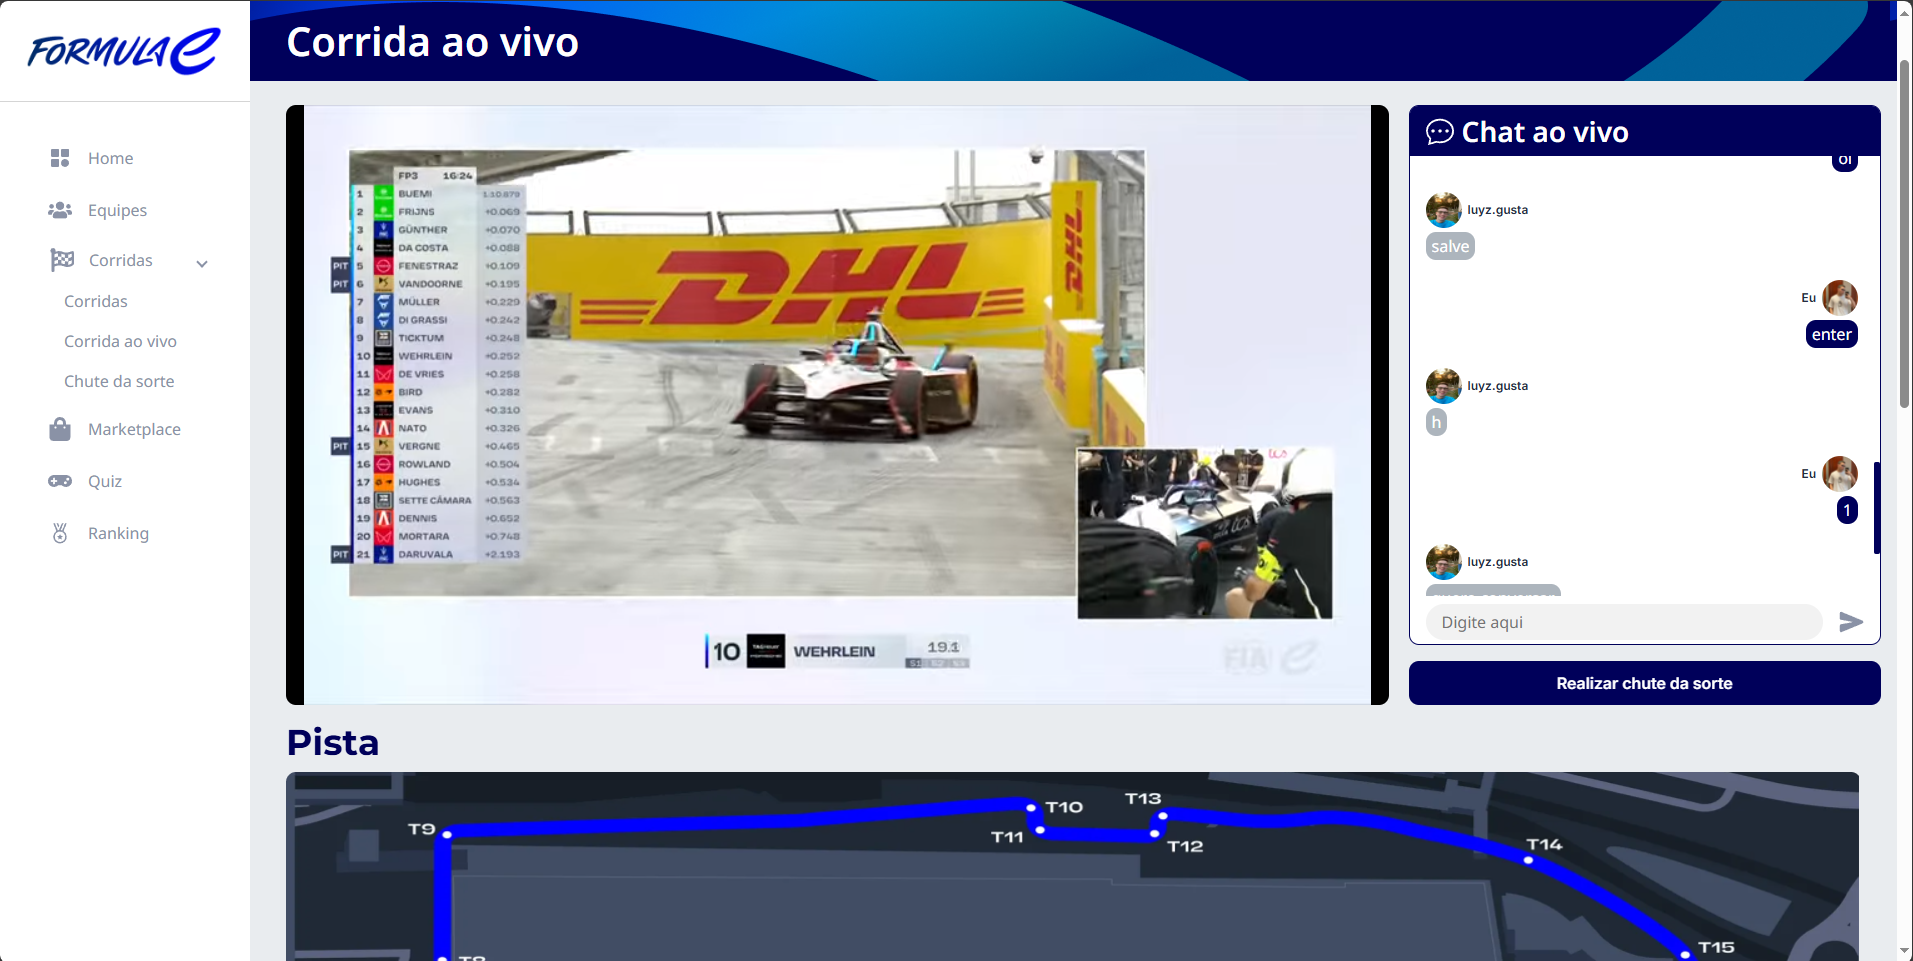 FORMULA E
Home
Equipes
Corridas
Corridas
Corrida ao vivo
Chute da sorte
Marketplace
Quiz
Ranking
Corrida ao vivo
FP3 16:24
1 BUEMI 1:10.879
2 FRIJNS +0.069
3 GÜNTHER +0.070
4 DA COSTA +0.088
PIT 5 FENESTRAZ +0.109
PIT 6 VANDOORNE +0.195
7 MÜLLER +0.229
8 DI GRASSI +0.242
9 TICKTUM +0.248
10 WEHRLEIN +0.252
11 DE VRIES +0.258
12 BIRD +0.282
13 EVANS +0.310
14 NATO +0.326
PIT 15 VERGNE +0.465
16 ROWLAND +0.504
17 HUGHES +0.534
18 SETTE CÂMARA +0.563
19 DENNIS +0.652
20 MORTARA +0.748
PIT 21 DARUVALA +2.193
DHL
DHL
tcs
10 WEHRLEIN 19.1
S1 S2 S3
FIA
Chat ao vivo
oi
luyz.gusta
salve
Eu
enter
luyz.gusta
h
Eu
1
luyz.gusta
Digite aqui
Realizar chute da sorte
Pista
T9
T10
T11
T12
T13
T14
T15
T8